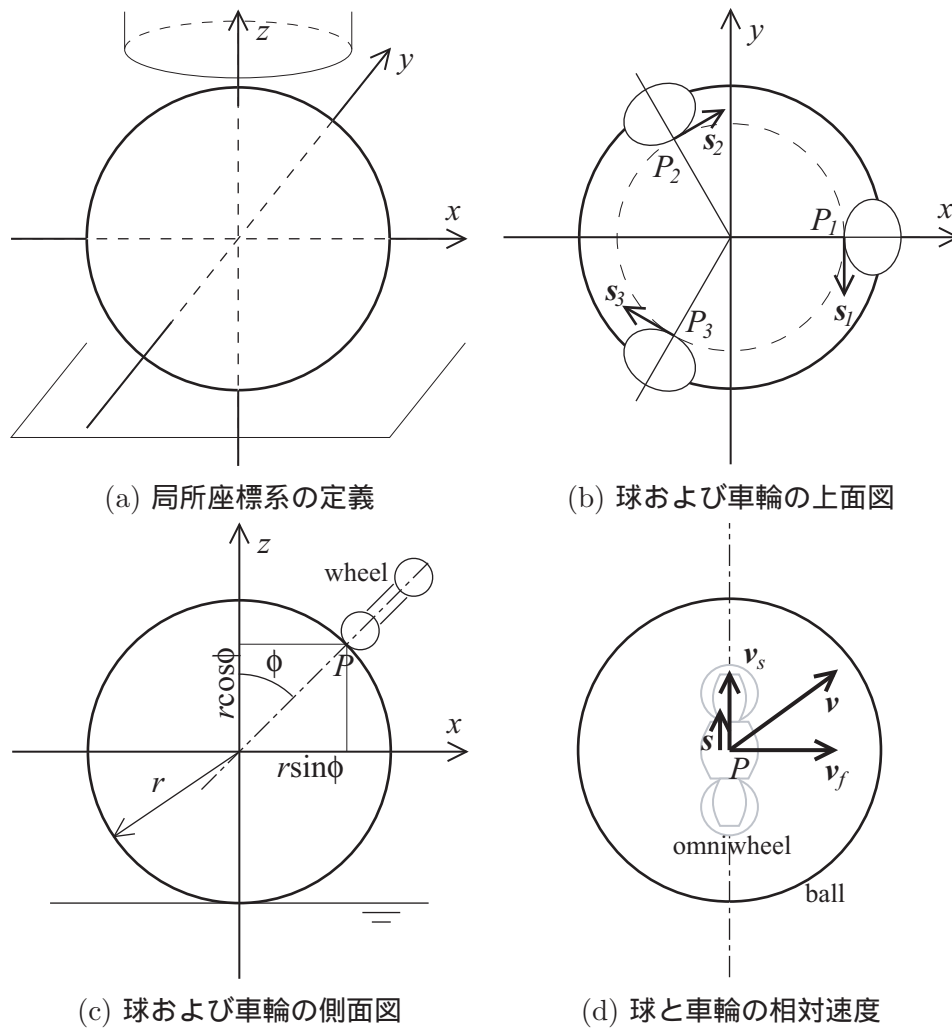 z
y
x
(a) 局所座標系の定義
y
x
P1
s1
P2
s2
P3
s3
(b) 球および車輪の上面図
z
wheel
rcosϕ
ϕ
P
x
r
rsinϕ
(c) 球および車輪の側面図
vs
v
s
P
vf
omniwheel
ball
(d) 球と車輪の相対速度